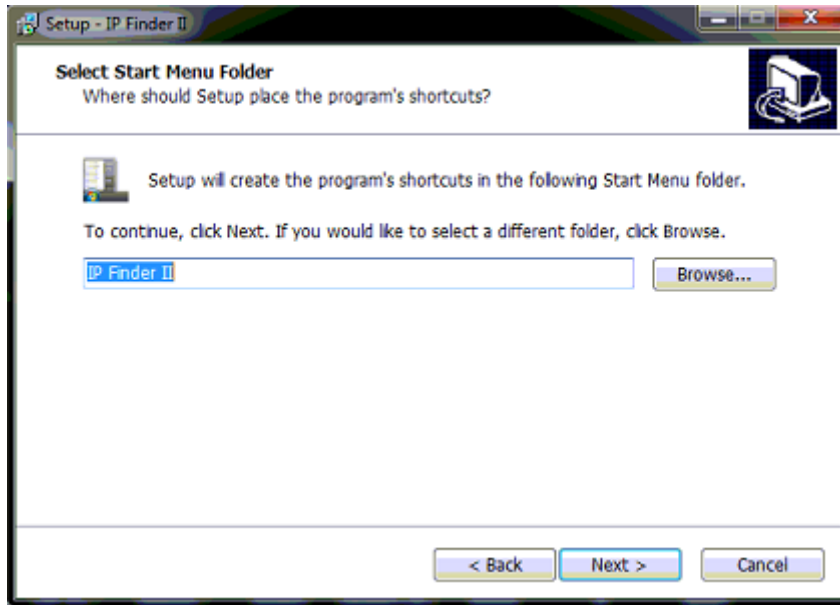 Setup - IP Finder II
Select Start Menu Folder
Where should Setup place the program's shortcuts?
Setup will create the program's shortcuts in the following Start Menu folder.
To continue, click Next. If you would like to select a different folder, click Browse.
IP Finder II
Browse...
< Back
Next >
Cancel